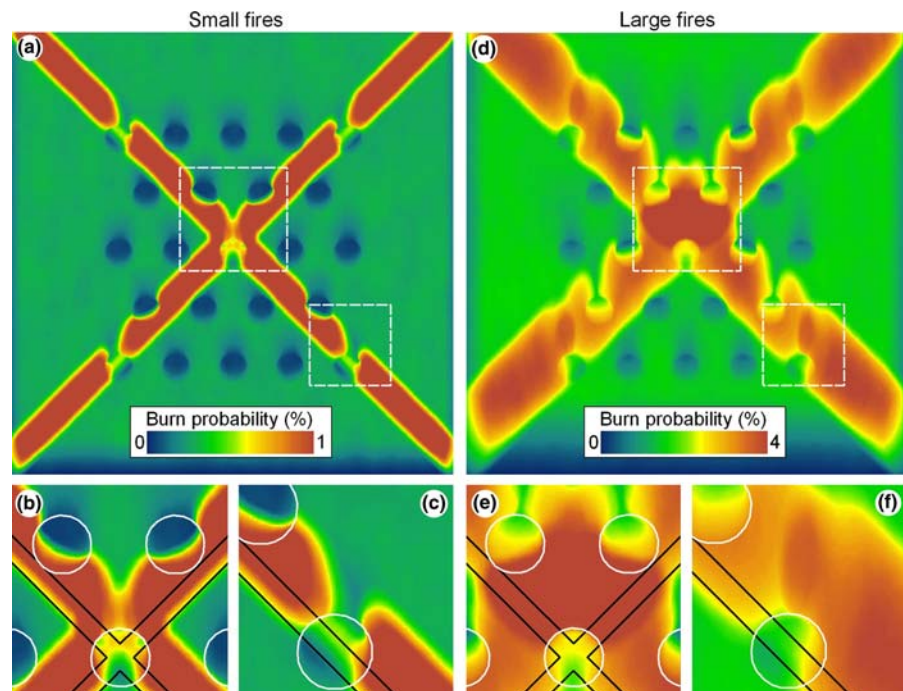 Small fires
Large fires
(a)
(d)
Burn probability (%)
0
1
Burn probability (%)
0
4
(b)
(c)
(e)
(f)